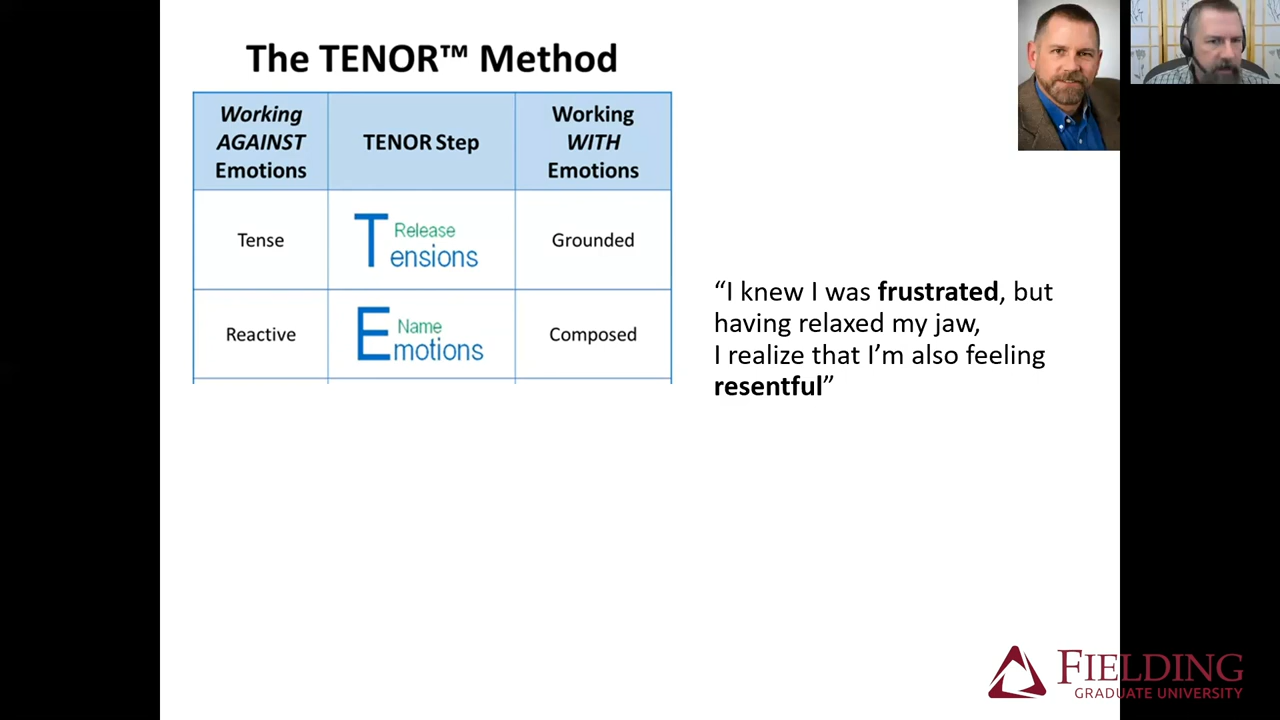 The TENOR™ Method
Working
AGAINST
Emotions
TENOR Step
Working
WITH
Emotions
Tense
T Release
ensions
Grounded
Reactive
E Name
motions
Composed
“I knew I was frustrated, but
having relaxed my jaw,
I realize that I’m also feeling
resentful”
FIELDING
GRADUATE UNIVERSITY